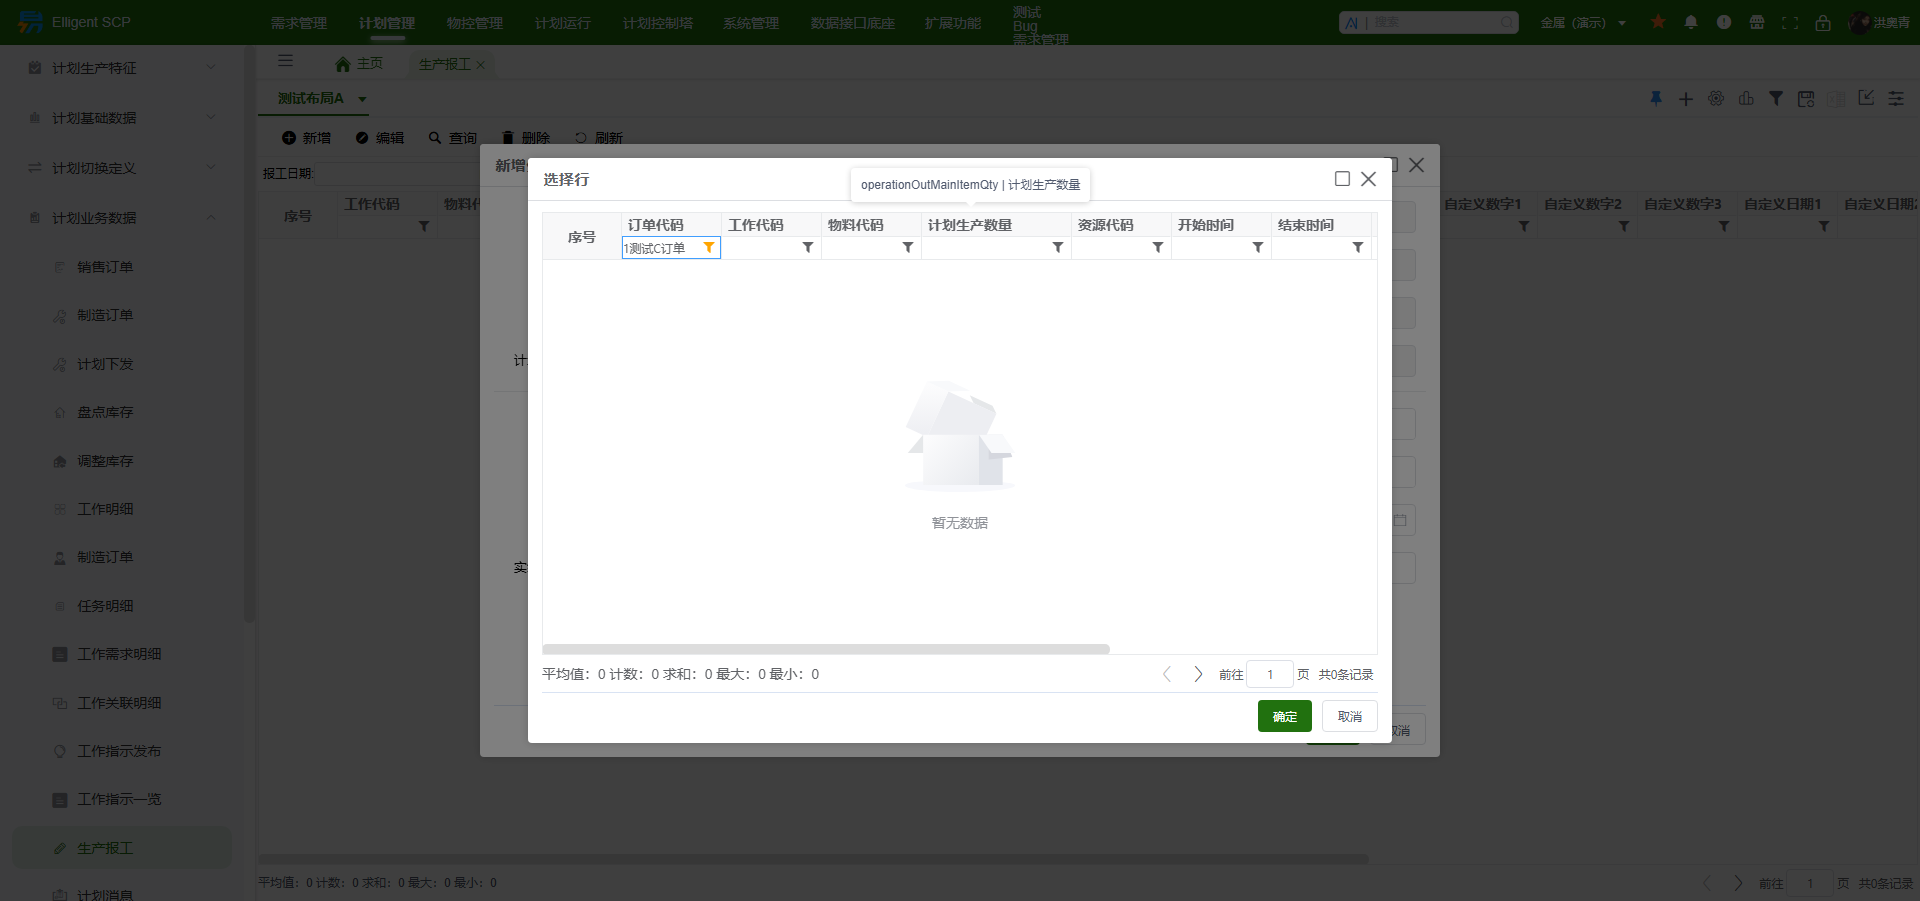 Elligent SCP
需求管理
计划管理
物控管理
计划运行
计划控制塔
系统管理
数据接口底座
扩展功能
测试
Bug
需求管理
搜索
金属（演示）
洪奥青
计划生产特征
计划基础数据
计划切换定义
计划业务数据
销售订单
制造订单
计划下发
盘点库存
调整库存
工作明细
制造订单
任务明细
工作需求明细
工作关联明细
工作指示发布
工作指示一览
生产报工
计划消息
主页
生产报工
测试布局A
新增
编辑
查询
删除
刷新
报工日期:
序号
工作代码
物料代
自定义数字1
自定义数字2
自定义数字3
自定义日期1
自定义日期
新增
计
实
取消
选择行
operationOutMainItemQty | 计划生产数量
序号
订单代码
工作代码
物料代码
计划生产数量
资源代码
开始时间
结束时间
1测试C订单
暂无数据
平均值：0 计数：0 求和：0 最大：0 最小：0
前往 1 页 共0条记录
确定
取消
平均值：0 计数：0 求和：0 最大：0 最小：0
前往 1 页 共0条记录